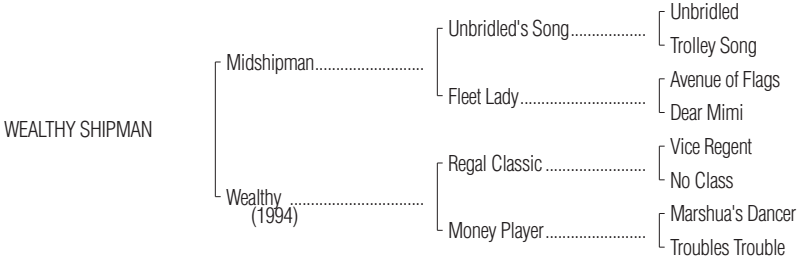 Unbridled
Unbridled's Song..................
Trolley Song
Midshipman..........................
Avenue of Flags
Fleet Lady..............................
Dear Mimi
WEALTHY SHIPMAN
Vice Regent
Regal Classic ........................
No Class
Wealthy ................................
(1994)
Marshua's Dancer
Money Player........................
Troubles Trouble